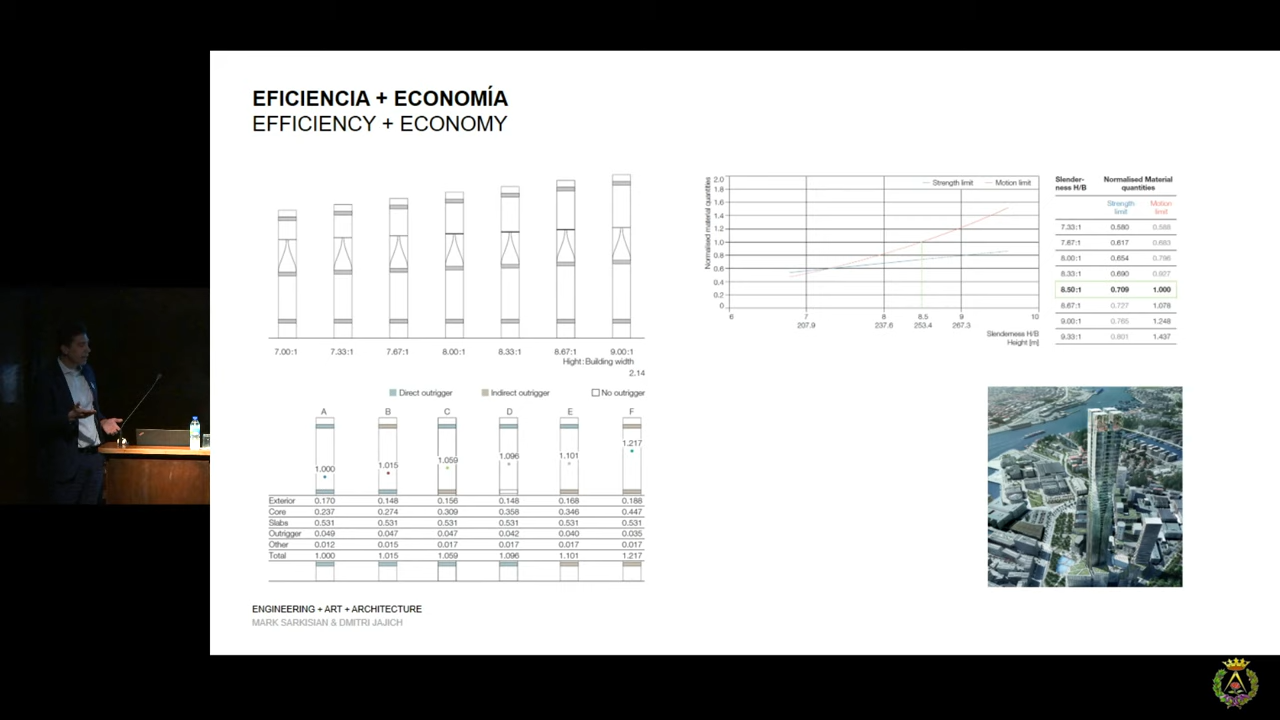 EFICIENCIA + ECONOMÍA
EFFICIENCY + ECONOMY
7.00:1 7.33:1 7.67:1 8.00:1 8.33:1 8.67:1 9.00:1
Hight: Building width
2.14
Direct outrigger Indirect outrigger No outrigger
A B C D E F
1.000 1.015 1.059 1.096 1.101 1.217
Exterior 0.170 0.148 0.156 0.148 0.168 0.188
Core 0.237 0.274 0.309 0.358 0.346 0.447
Slabs 0.531 0.531 0.531 0.531 0.531 0.531
Outrigger 0.049 0.047 0.047 0.042 0.040 0.035
Other 0.012 0.015 0.017 0.017 0.017 0.017
Total 1.000 1.015 1.059 1.096 1.101 1.217
Normalised material quantities
2.0
1.8
1.6
1.4
1.2
1.0
0.8
0.6
0.4
0.2
0
Strength limit Motion limit
6 7 8 8.5 9 10
207.9 237.6 253.4 267.3
Slenderness H/B
Height [m]
Slender-
ness H/B
Normalised Material
quantities
Strength
limit
Motion
limit
7.33:1 0.580 0.588
7.67:1 0.617 0.683
8.00:1 0.654 0.796
8.33:1 0.690 0.927
8.50:1 0.709 1.000
8.67:1 0.727 1.078
9.00:1 0.765 1.248
9.33:1 0.801 1.437
ENGINEERING + ART + ARCHITECTURE
MARK SARKISIAN & DMITRI JAJICH